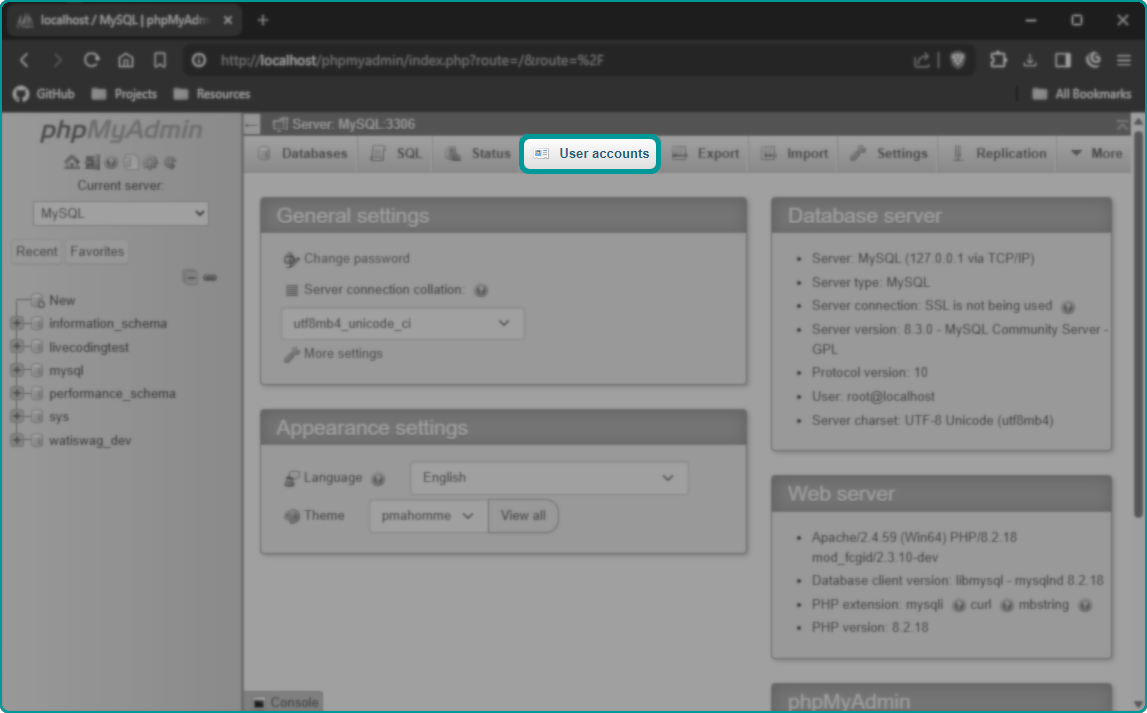 localhost / MySQL | phpMyAdm
http://localhost/phpmyadmin/index.php?route=/&route=%2F
GitHub Projects Resources All Bookmarks
phpMyAdmin
Current server:
MySQL
Recent Favorites
New
information_schema
livecodingtest
mysql
performance_schema
sys
watiswag_dev
Server: MySQL:3306
Databases SQL Status User accounts Export Import Settings Replication More
General settings
Change password
Server connection collation:
utf8mb4_unicode_ci
More settings
Appearance settings
Language English
Theme pmahomme View all
Database server
Server: MySQL (127.0.0.1 via TCP/IP)
Server type: MySQL
Server connection: SSL is not being used
Server version: 8.3.0 - MySQL Community Server -
GPL
Protocol version: 10
User: root@localhost
Server charset: UTF-8 Unicode (utf8mb4)
Web server
Apache/2.4.59 (Win64) PHP/8.2.18
mod_fcgid/2.3.10-dev
Database client version: libmysql - mysqlnd 8.2.18
PHP extension: mysqli curl mbstring
PHP version: 8.2.18
phpMyAdmin
Console